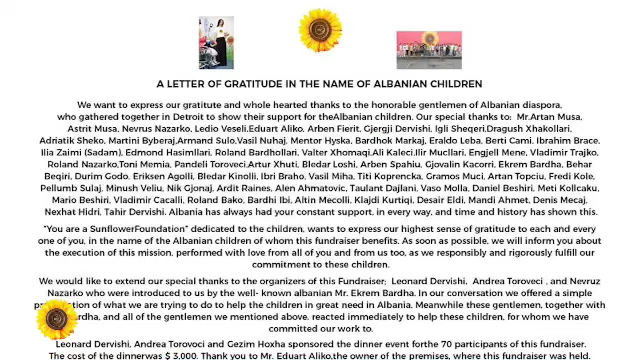 A LETTER OF GRATITUDE IN THE NAME OF ALBANIAN CHILDREN
We want to express our gratitute and whole hearted thanks to the honorable gentlemen of Albanian diaspora,
who gathered together in Detroit to show their support for theAlbanian children. Our special thanks to: Mr.Artan Musa,
Astrit Musa, Nevrus Nazarko, Ledio Veseli.Eduart Aliko, Arben Fierit, Gjergji Dervishi, Igli Sheqeri,Dragush Xhakollari,
Adriatik Sheko, Martini Byberaj,Armand Sulo,Vasil Nuhaj, Mentor Hyska, Bardhok Markaj, Eraldo Leba, Berti Cami, Ibrahim Brace,
Ilia Zaimi (Sadam), Edmond Hasimllari, Roland Bardhollari, Valter Xhomaqi,Ali Kaleci.Ilir Mucllari, Engjell Mene, Vladimir Trajko,
Roland Nazarko,Toni Memia, Pandeli Toroveci,Artur Xhuti, Bledar Loshi, Arben Spahiu, Gjovalin Kacorri, Ekrem Bardha, Behar
Beqiri, Durim Godo, Eriksen Agolli, Bledar Kinolli, Ibri Braho, Vasil Miha, Titi Koprencka, Gramos Muci, Artan Topciu, Fredi Kole,
Pellumb Sulaj, Minush Veliu, Nik Gjonaj, Ardit Raines, Alen Ahmatovic, Taulant Dajlani, Vaso Molla, Daniel Beshiri, Meti Kollcaku,
Mario Beshiri, Vladimir Cacalli, Roland Bako, Bardhi Ibi, Altin Mecolli, Klajdi Kurtiqi, Desair Eldi, Mandi Ahmet, Denis Mecaj,
Nexhat Hidri, Tahir Dervishi. Albania has always had your constant support, in every way, and time and history has shown this.
“You are a SunflowerFoundation” dedicated to the children, wants to express our highest sense of gratitude to each and every
one of you, in the name of the Albanian children of whom this fundraiser benefits. As soon as possible, we will inform you about
the execution of this mission, performed with love from all of you and from us too, as we responsibly and rigorously fulfill our
commitment to these children.
We would like to extend our special thanks to the organizers of this Fundraiser; Leonard Dervishi, Andrea Torovoci , and Nevruz
Nazarko who were introduced to us by the well- known albanian Mr. Ekrem Bardha. In our conversation we offered a simple
of what we are trying to do to help the children in great need in Albania. Meanwhile these gentlemen, together with
and all of the gentlemen we mentioned above, reacted immediately to help these children, for whom we have
committed our work to.
Leonard Dervishi, Andrea Torovoci and Gezim Hoxha sponsored the dinner event forthe 70 participants of this fundraiser.
The cost of the dinnerwas $ 3,000. Thank you to Mr. Eduart Aliko,the owner of the premises, where this fundraiser was held.